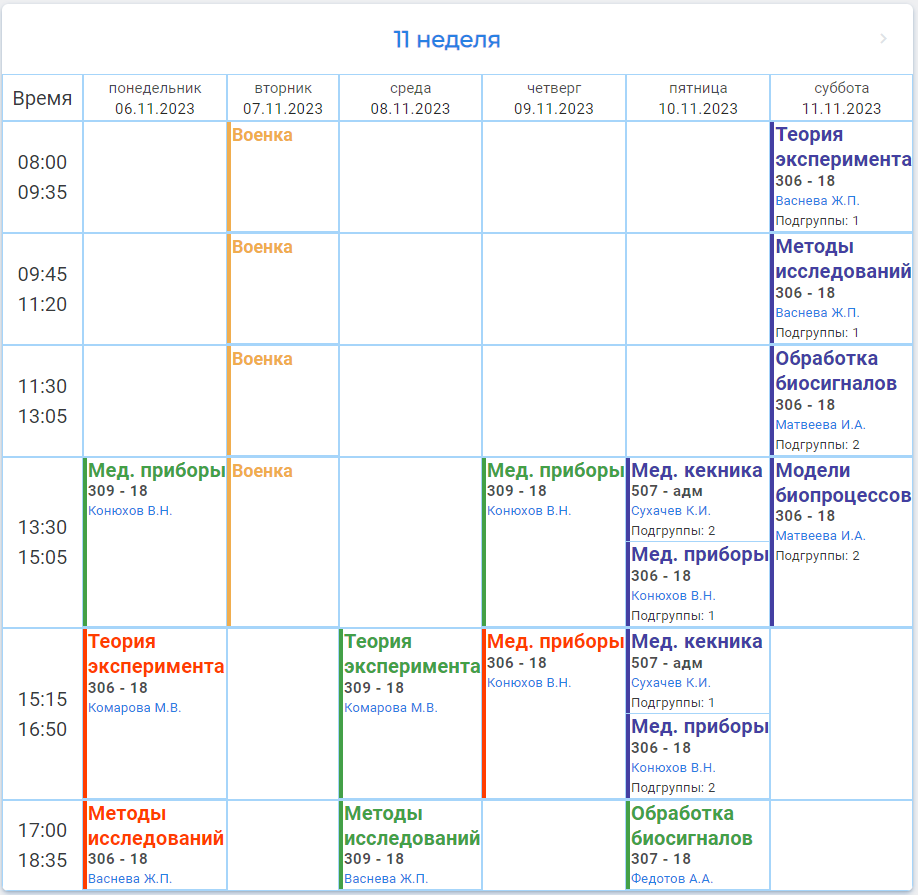 11 неделя
Время
понедельник
06.11.2023
вторник
07.11.2023
среда
08.11.2023
четверг
09.11.2023
пятница
10.11.2023
суббота
11.11.2023
08:00
09:35
Военка
Теория
эксперимента
306 - 18
Васнева Ж.П.
Подгруппы: 1
09:45
11:20
Военка
Методы
исследований
306 - 18
Васнева Ж.П.
Подгруппы: 1
11:30
13:05
Военка
Обработка
биосигналов
306 - 18
Матвеева И.А.
Подгруппы: 2
13:30
15:05
Мед. приборы
309 - 18
Конюхов В.Н.
Военка
Мед. приборы
309 - 18
Конюхов В.Н.
Мед. кекника
507 - адм
Сухачев К.И.
Подгруппы: 2
Мед. приборы
306 - 18
Конюхов В.Н.
Подгруппы: 1
Модели
биопроцессов
306 - 18
Матвеева И.А.
Подгруппы: 2
15:15
16:50
Теория
эксперимента
306 - 18
Комарова М.В.
Теория
эксперимента
309 - 18
Комарова М.В.
Мед. приборы
306 - 18
Конюхов В.Н.
Мед. кекника
507 - адм
Сухачев К.И.
Подгруппы: 1
Мед. приборы
306 - 18
Конюхов В.Н.
Подгруппы: 2
17:00
18:35
Методы
исследований
306 - 18
Васнева Ж.П.
Методы
исследований
309 - 18
Васнева Ж.П.
Обработка
биосигналов
307 - 18
Федотов А.А.